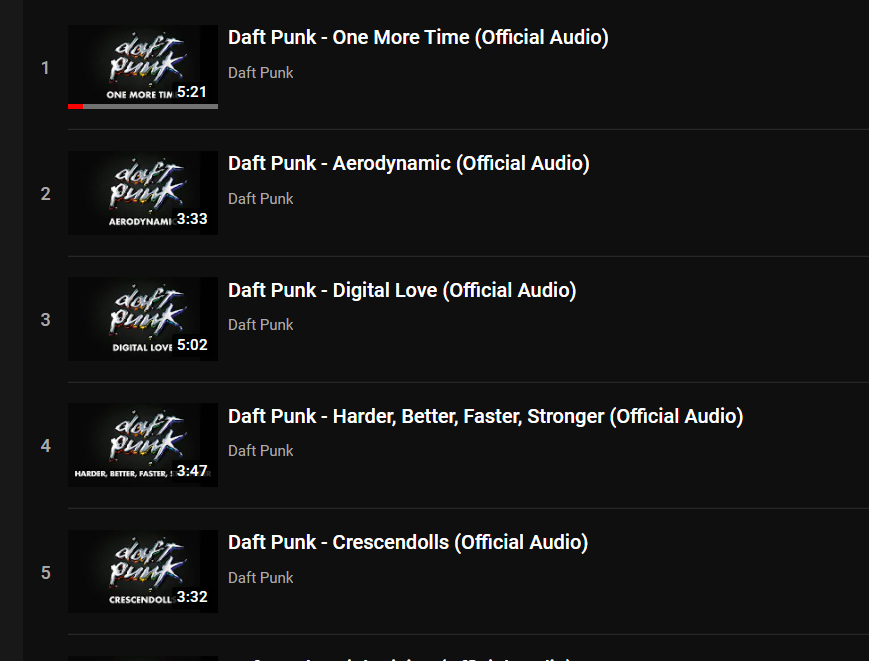 1
daft punk
ONE MORE TIM
5:21
Daft Punk - One More Time (Official Audio)
Daft Punk
2
daft punk
AERODYNAMI
3:33
Daft Punk - Aerodynamic (Official Audio)
Daft Punk
3
daft punk
DIGITAL LOVE
5:02
Daft Punk - Digital Love (Official Audio)
Daft Punk
4
daft punk
HARDER, BETTER, FASTER,
3:47
Daft Punk - Harder, Better, Faster, Stronger (Official Audio)
Daft Punk
5
daft punk
CRESCENDOLL
3:32
Daft Punk - Crescendolls (Official Audio)
Daft Punk